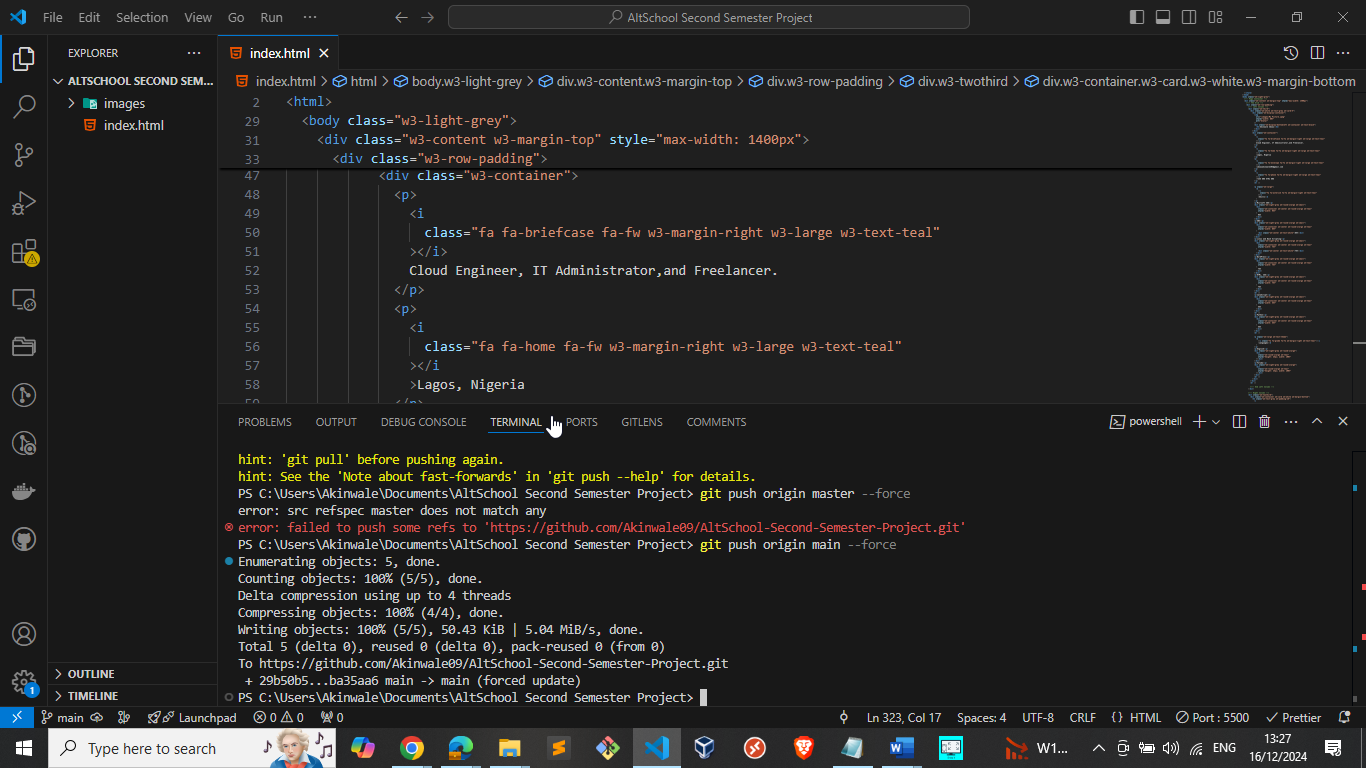 File Edit Selection View Go Run ···
AltSchool Second Semester Project
EXPLORER ···
ALTSCHOOL SECOND SEM...
images
index.html
OUTLINE
TIMELINE
index.html
index.html > html > body.w3-light-grey > div.w3-content.w3-margin-top > div.w3-row-padding > div.w3-twothird > div.w3-container.w3-card.w3-white.w3-margin-bottom
2 <html>
29 <body class="w3-light-grey">
31 <div class="w3-content w3-margin-top" style="max-width: 1400px">
33 <div class="w3-row-padding">
47 <div class="w3-container">
48 <p>
49 <i
50 class="fa fa-briefcase fa-fw w3-margin-right w3-large w3-text-teal"
51 ></i>
52 Cloud Engineer, IT Administrator,and Freelancer.
53 </p>
54 <p>
55 <i
56 class="fa fa-home fa-fw w3-margin-right w3-large w3-text-teal"
57 ></i
58 >Lagos, Nigeria
59 </p>
PROBLEMS OUTPUT DEBUG CONSOLE TERMINAL PORTS GITLENS COMMENTS
powershell
hint: 'git pull' before pushing again.
hint: See the 'Note about fast-forwards' in 'git push --help' for details.
PS C:\Users\Akinwale\Documents\AltSchool Second Semester Project> git push origin master --force
error: src refspec master does not match any
error: failed to push some refs to 'https://github.com/Akinwale09/AltSchool-Second-Semester-Project.git'
PS C:\Users\Akinwale\Documents\AltSchool Second Semester Project> git push origin main --force
Enumerating objects: 5, done.
Counting objects: 100% (5/5), done.
Delta compression using up to 4 threads
Compressing objects: 100% (4/4), done.
Writing objects: 100% (5/5), 50.43 KiB | 5.04 MiB/s, done.
Total 5 (delta 0), reused 0 (delta 0), pack-reused 0 (from 0)
To https://github.com/Akinwale09/AltSchool-Second-Semester-Project.git
+ 29b50b5...ba35aa6 main -> main (forced update)
PS C:\Users\Akinwale\Documents\AltSchool Second Semester Project>
1
main Launchpad 0 0 0 Ln 323, Col 17 Spaces: 4 UTF-8 CRLF {} HTML Port : 5500 Prettier
Type here to search
W1...
ENG
13:27
16/12/2024